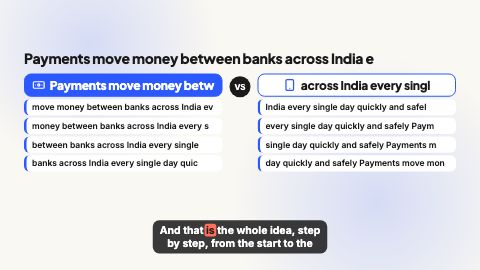 Payments move money between banks across India e
Payments move money betw
vs
across India every singl
move money between banks across India ev
money between banks across India every s
between banks across India every single
banks across India every single day quic
India every single day quickly and safel
every single day quickly and safely Paym
single day quickly and safely Payments m
day quickly and safely Payments move mon
And that is the whole idea, step
by step, from the start to the